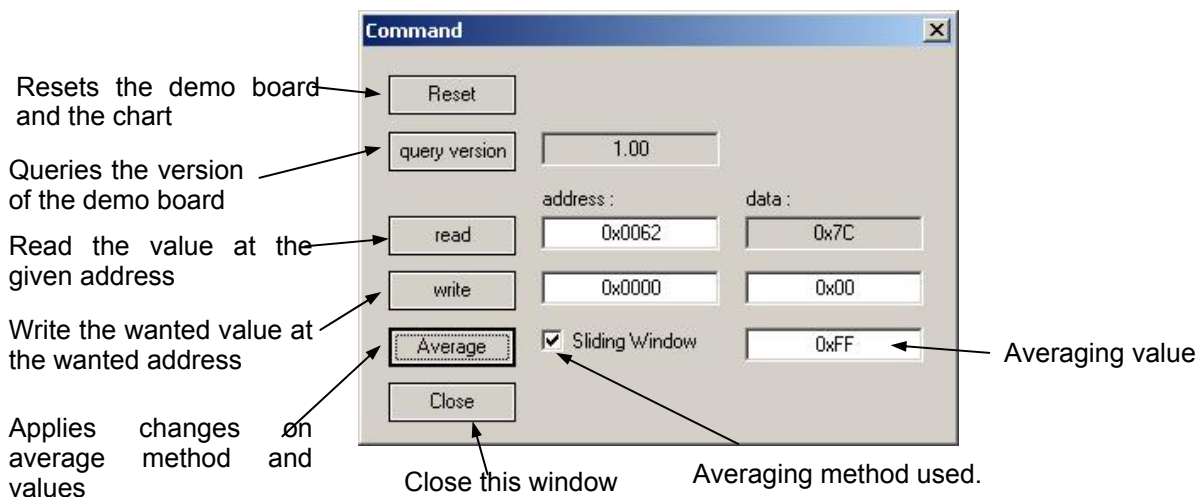 Command
Resets the demo board
and the chart
Reset
Queries the version
of the demo board
query version
1.00
address :
data :
Read the value at the
given address
read
0x0062
0x7C
Write the wanted value at
the wanted address
write
0x0000
0x00
Applies changes on
average method and
values
Average
Sliding Window
0xFF
Averaging value
Close
Close this window
Averaging method used.